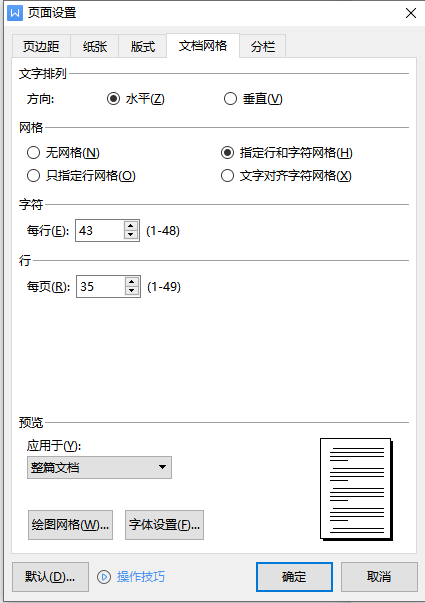 页面设置
页边距 纸张 版式 文档网格 分栏
文字排列
方向: 水平(Z) 垂直(V)
网格
无网格(N) 指定行和字符网格(H)
只指定行网格(O) 文字对齐字符网格(X)
字符
每行(E): 43 (1-48)
行
每页(R): 35 (1-49)
预览
应用于(Y):
整篇文档
绘图网格(W)... 字体设置(F)...
默认(D)... 操作技巧 确定 取消